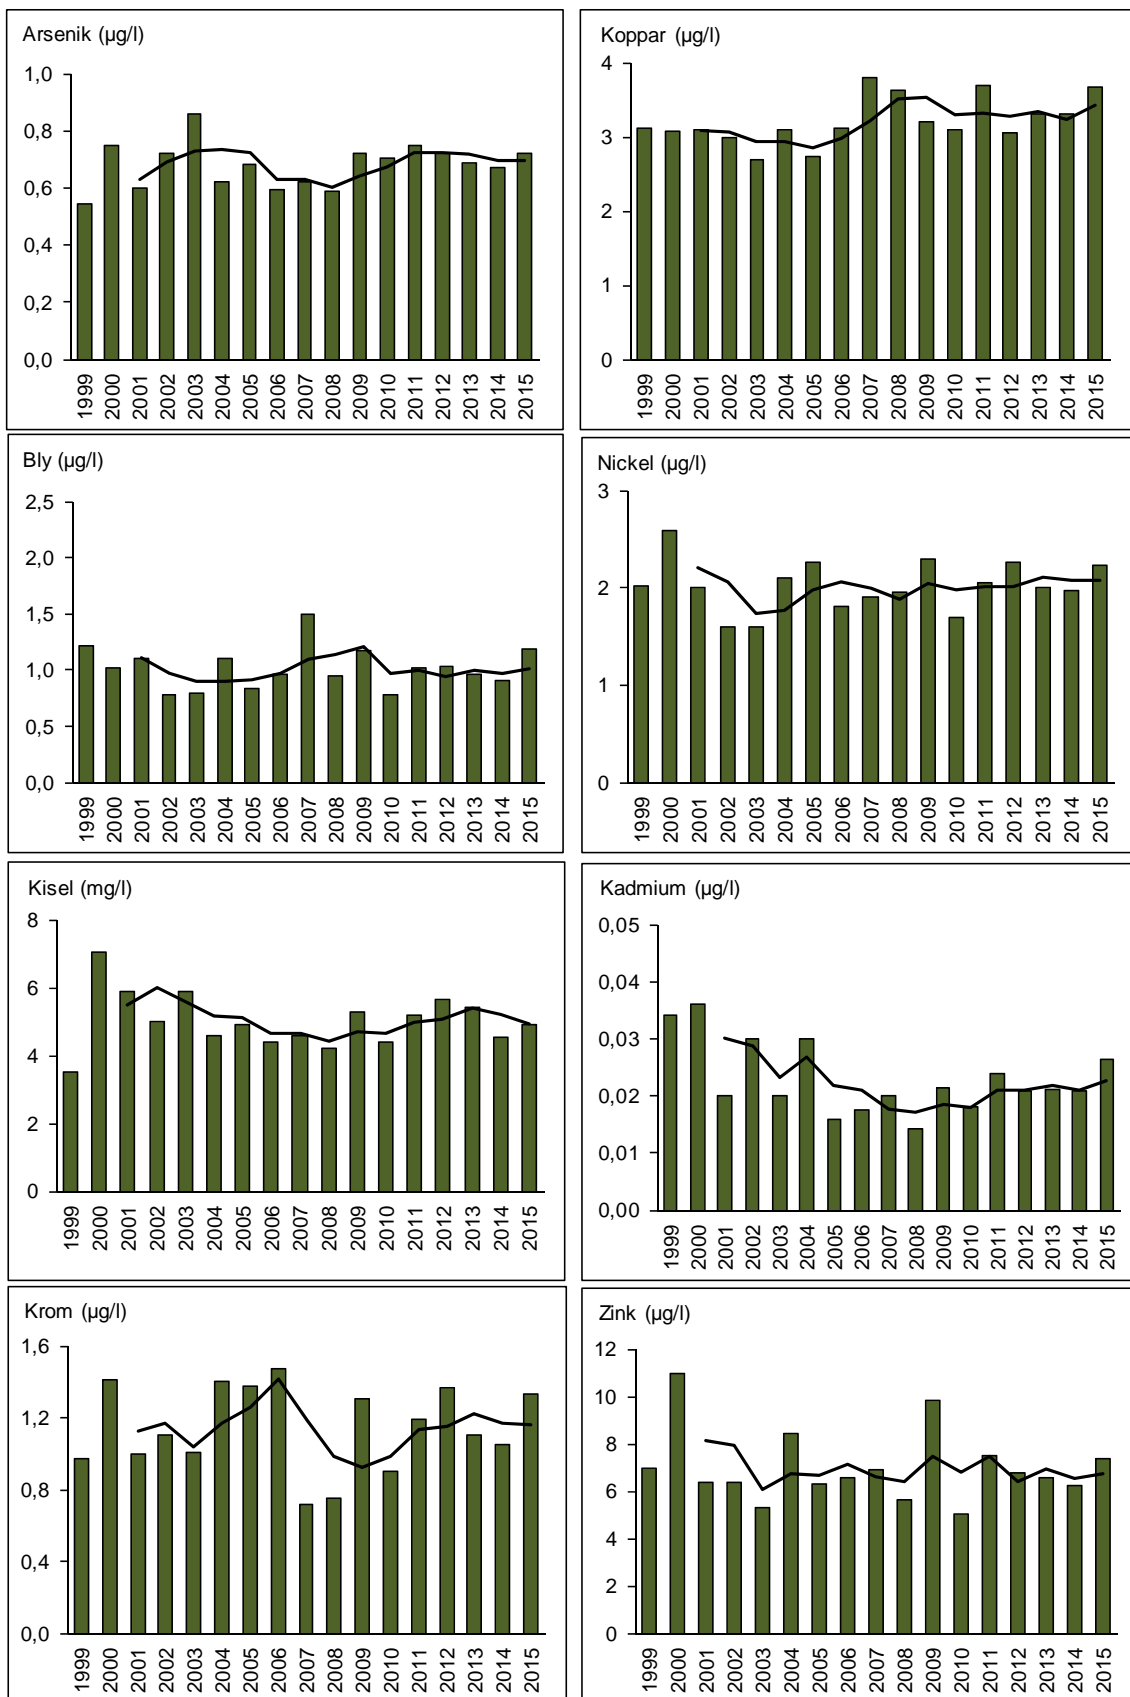 Arsenik (µg/l)
1,0
0,8
0,6
0,4
0,2
0,0
1999 2000 2001 2002 2003 2004 2005 2006 2007 2008 2009 2010 2011 2012 2013 2014 2015
Koppar (µg/l)
4
3
2
1
0
1999 2000 2001 2002 2003 2004 2005 2006 2007 2008 2009 2010 2011 2012 2013 2014 2015
Bly (µg/l)
2,5
2,0
1,5
1,0
0,5
0,0
1999 2000 2001 2002 2003 2004 2005 2006 2007 2008 2009 2010 2011 2012 2013 2014 2015
Nickel (µg/l)
3
2
1
0
1999 2000 2001 2002 2003 2004 2005 2006 2007 2008 2009 2010 2011 2012 2013 2014 2015
Kisel (mg/l)
8
6
4
2
0
1999 2000 2001 2002 2003 2004 2005 2006 2007 2008 2009 2010 2011 2012 2013 2014 2015
Kadmium (µg/l)
0,05
0,04
0,03
0,02
0,01
0,00
1999 2000 2001 2002 2003 2004 2005 2006 2007 2008 2009 2010 2011 2012 2013 2014 2015
Krom (µg/l)
1,6
1,2
0,8
0,4
0,0
1999 2000 2001 2002 2003 2004 2005 2006 2007 2008 2009 2010 2011 2012 2013 2014 2015
Zink (µg/l)
12
10
8
6
4
2
0
1999 2000 2001 2002 2003 2004 2005 2006 2007 2008 2009 2010 2011 2012 2013 2014 2015